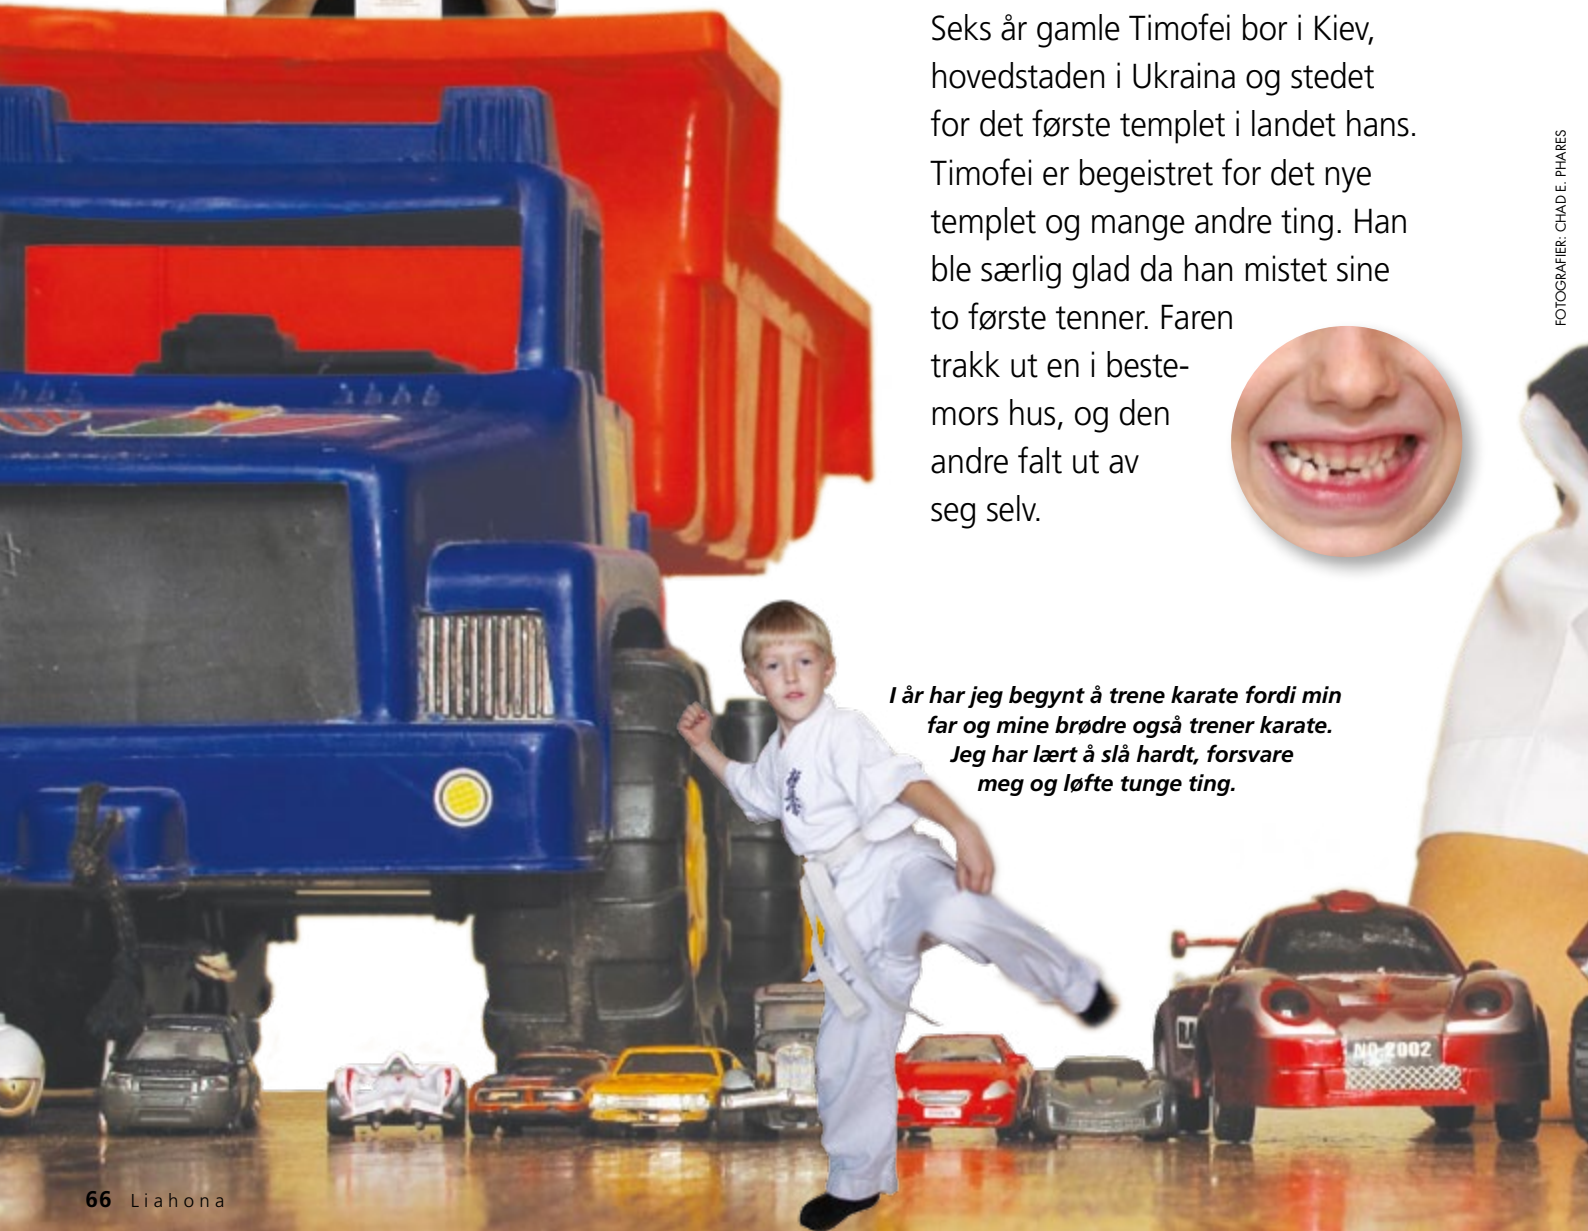 Seks år gamle Timofei bor i Kiev,
hovedstaden i Ukraina og stedet
for det første templet i landet hans.
Timofei er begeistret for det nye
templet og mange andre ting. Han
ble særlig glad da han mistet sine
to første tenner. Faren
trakk ut en i beste-
mors hus, og den
andre falt ut av
seg selv.
FOTOGRAFIER: CHAD E. PHARES
I år har jeg begynt å trene karate fordi min
far og mine brødre også trener karate.
Jeg har lært å slå hardt, forsvare
meg og løfte tunge ting.
NO-2002
66 Liahona